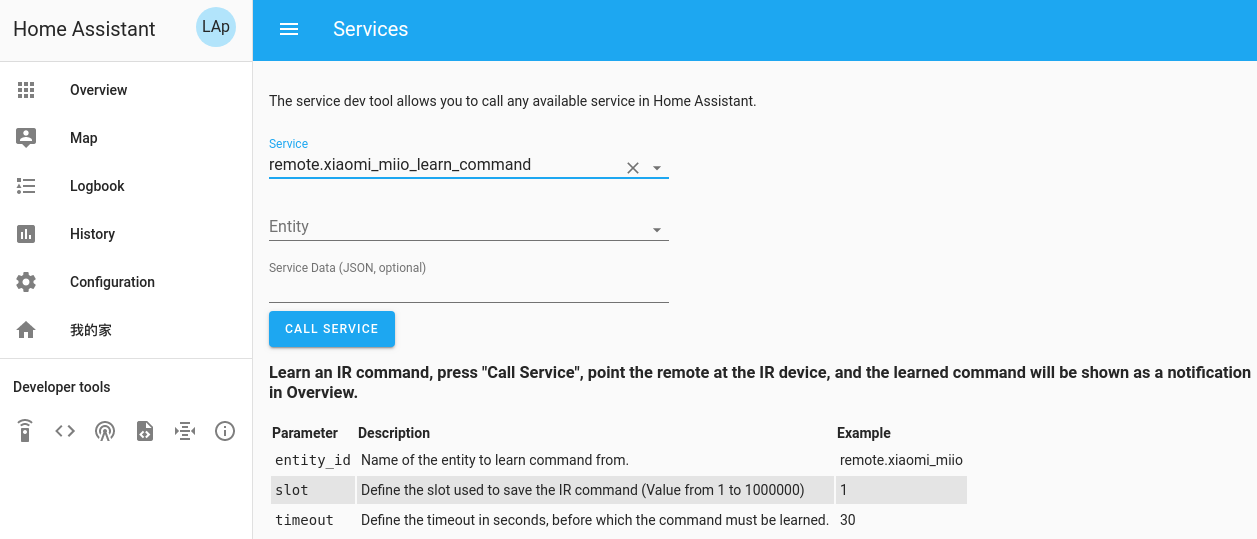 Home Assistant
LAp
Overview
Map
Logbook
History
Configuration
我的家
Developer tools
Services
The service dev tool allows you to call any available service in Home Assistant.
Service
remote.xiaomi_miio_learn_command
Entity
Service Data (JSON, optional)
CALL SERVICE
Learn an IR command, press "Call Service", point the remote at the IR device, and the learned command will be shown as a notification
in Overview.
Parameter Description Example
entity_id Name of the entity to learn command from. remote.xiaomi_miio
slot Define the slot used to save the IR command (Value from 1 to 1000000) 1
timeout Define the timeout in seconds, before which the command must be learned. 30